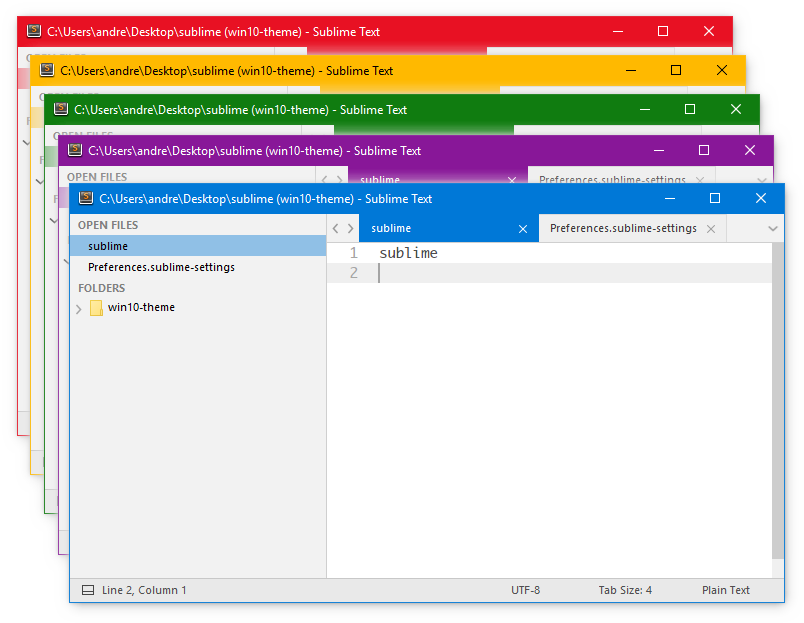 C:\Users\andre\Desktop\sublime (win10-theme) - Sublime Text
OPEN FILES
C:\Users\andre\Desktop\sublime (win10-theme) - Sublime Text
C:\Users\andre\Desktop\sublime (win10-theme) - Sublime Text
OPEN FILES
C:\Users\andre\Desktop\sublime (win10-theme) - Sublime Text
OPEN FILES
sublime
Preferences.sublime-settings
C:\Users\andre\Desktop\sublime (win10-theme) - Sublime Text
OPEN FILES
sublime
Preferences.sublime-settings
FOLDERS
win10-theme
sublime
Preferences.sublime-settings
1 sublime
2
Line 2, Column 1
UTF-8
Tab Size: 4
Plain Text